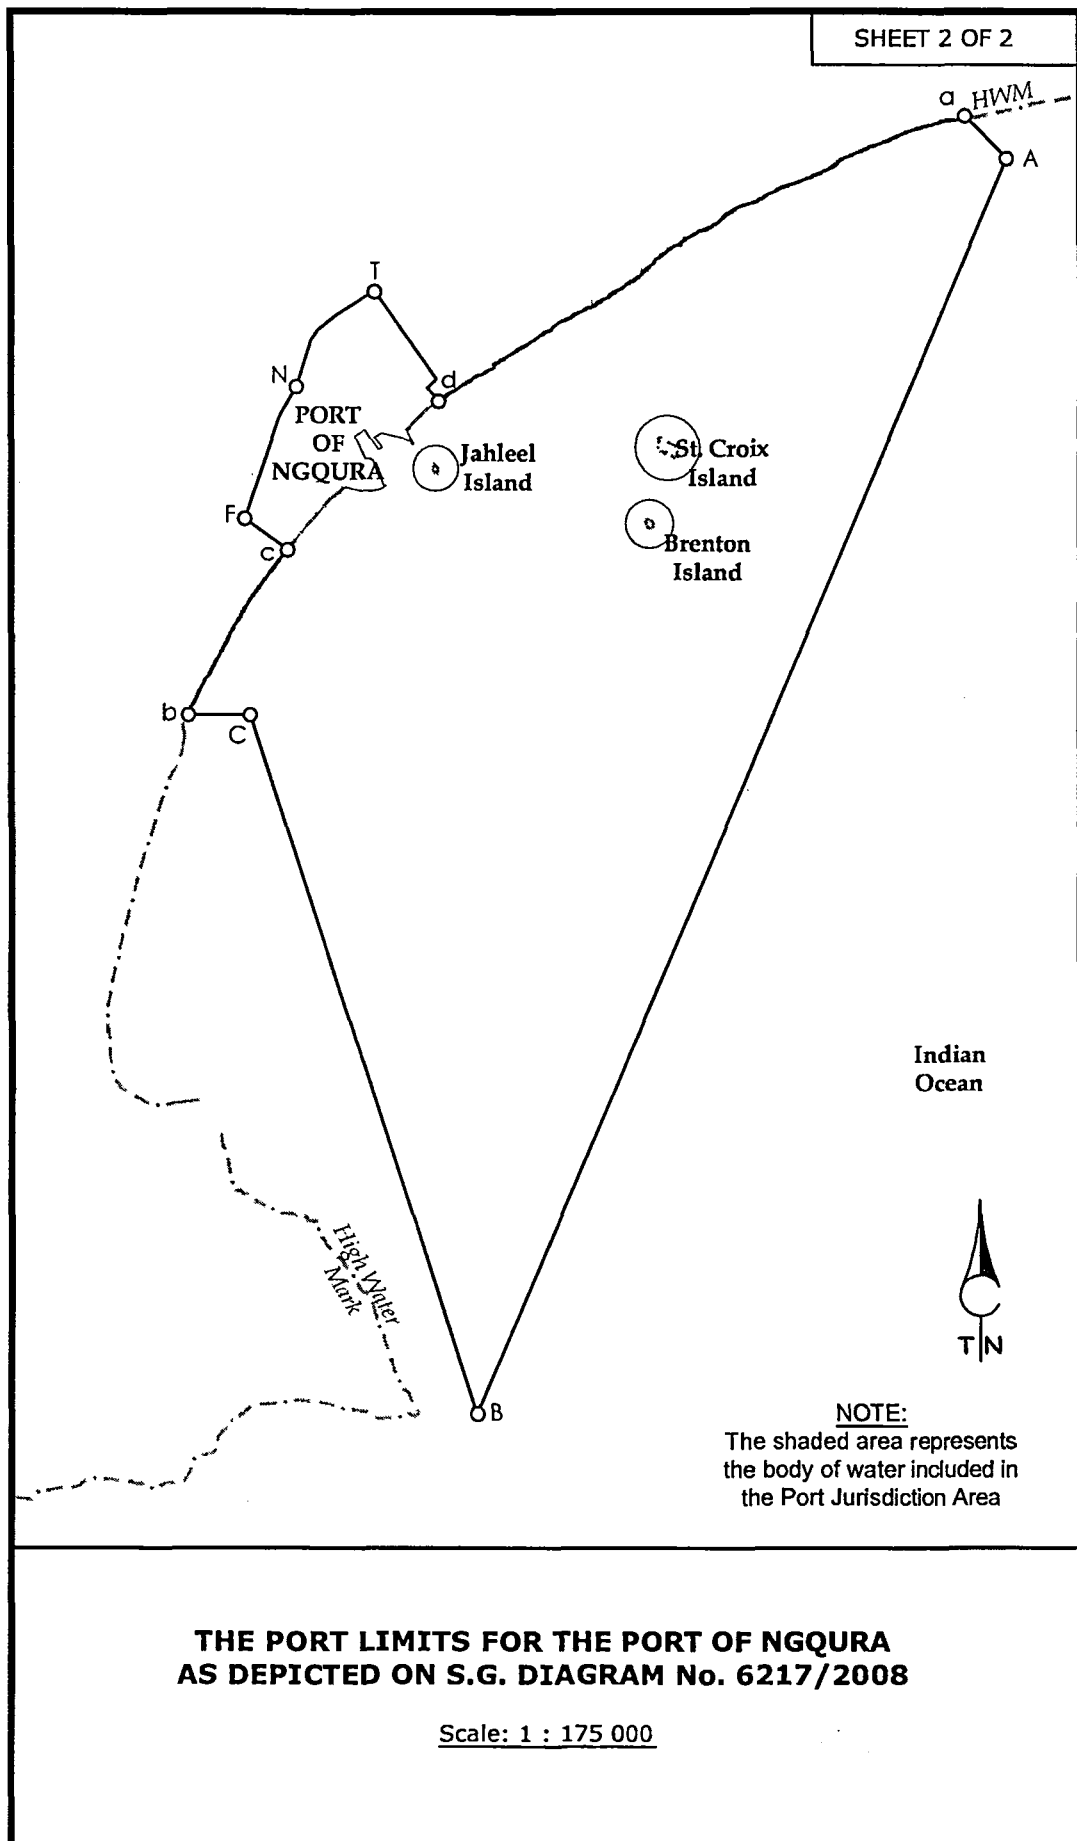 SHEET 2 OF 2
a
HWM
A
T
N
d
PORT
OF
NGQURA
Jahleel
Island
St. Croix
Island
F
c
Brenton
Island
b
C
Indian
Ocean
High Water
Mark
T N
B
NOTE:
The shaded area represents
the body of water included in
the Port Jurisdiction Area
THE PORT LIMITS FOR THE PORT OF NGQURA
AS DEPICTED ON S.G. DIAGRAM No. 6217/2008
Scale: 1 : 175 000